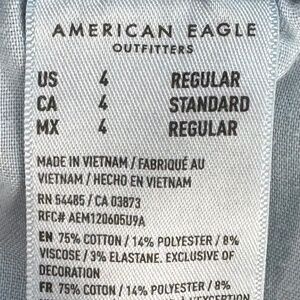 AMERICAN EAGLE
OUTFITTERS
US 4 REGULAR
CA 4 STANDARD
MX 4 REGULAR
MADE IN VIETNAM / FABRIQUÉ AU
VIETNAM / HECHO EN VIETNAM
RN 54485 / CA 03873
RFC# AEM120605U9A
EN 75% COTTON / 14% POLYESTER / 8%
VISCOSE / 3% ELASTANE. EXCLUSIVE OF
DECORATION
FR 75% COTON / 14% POLYESTER / 8%